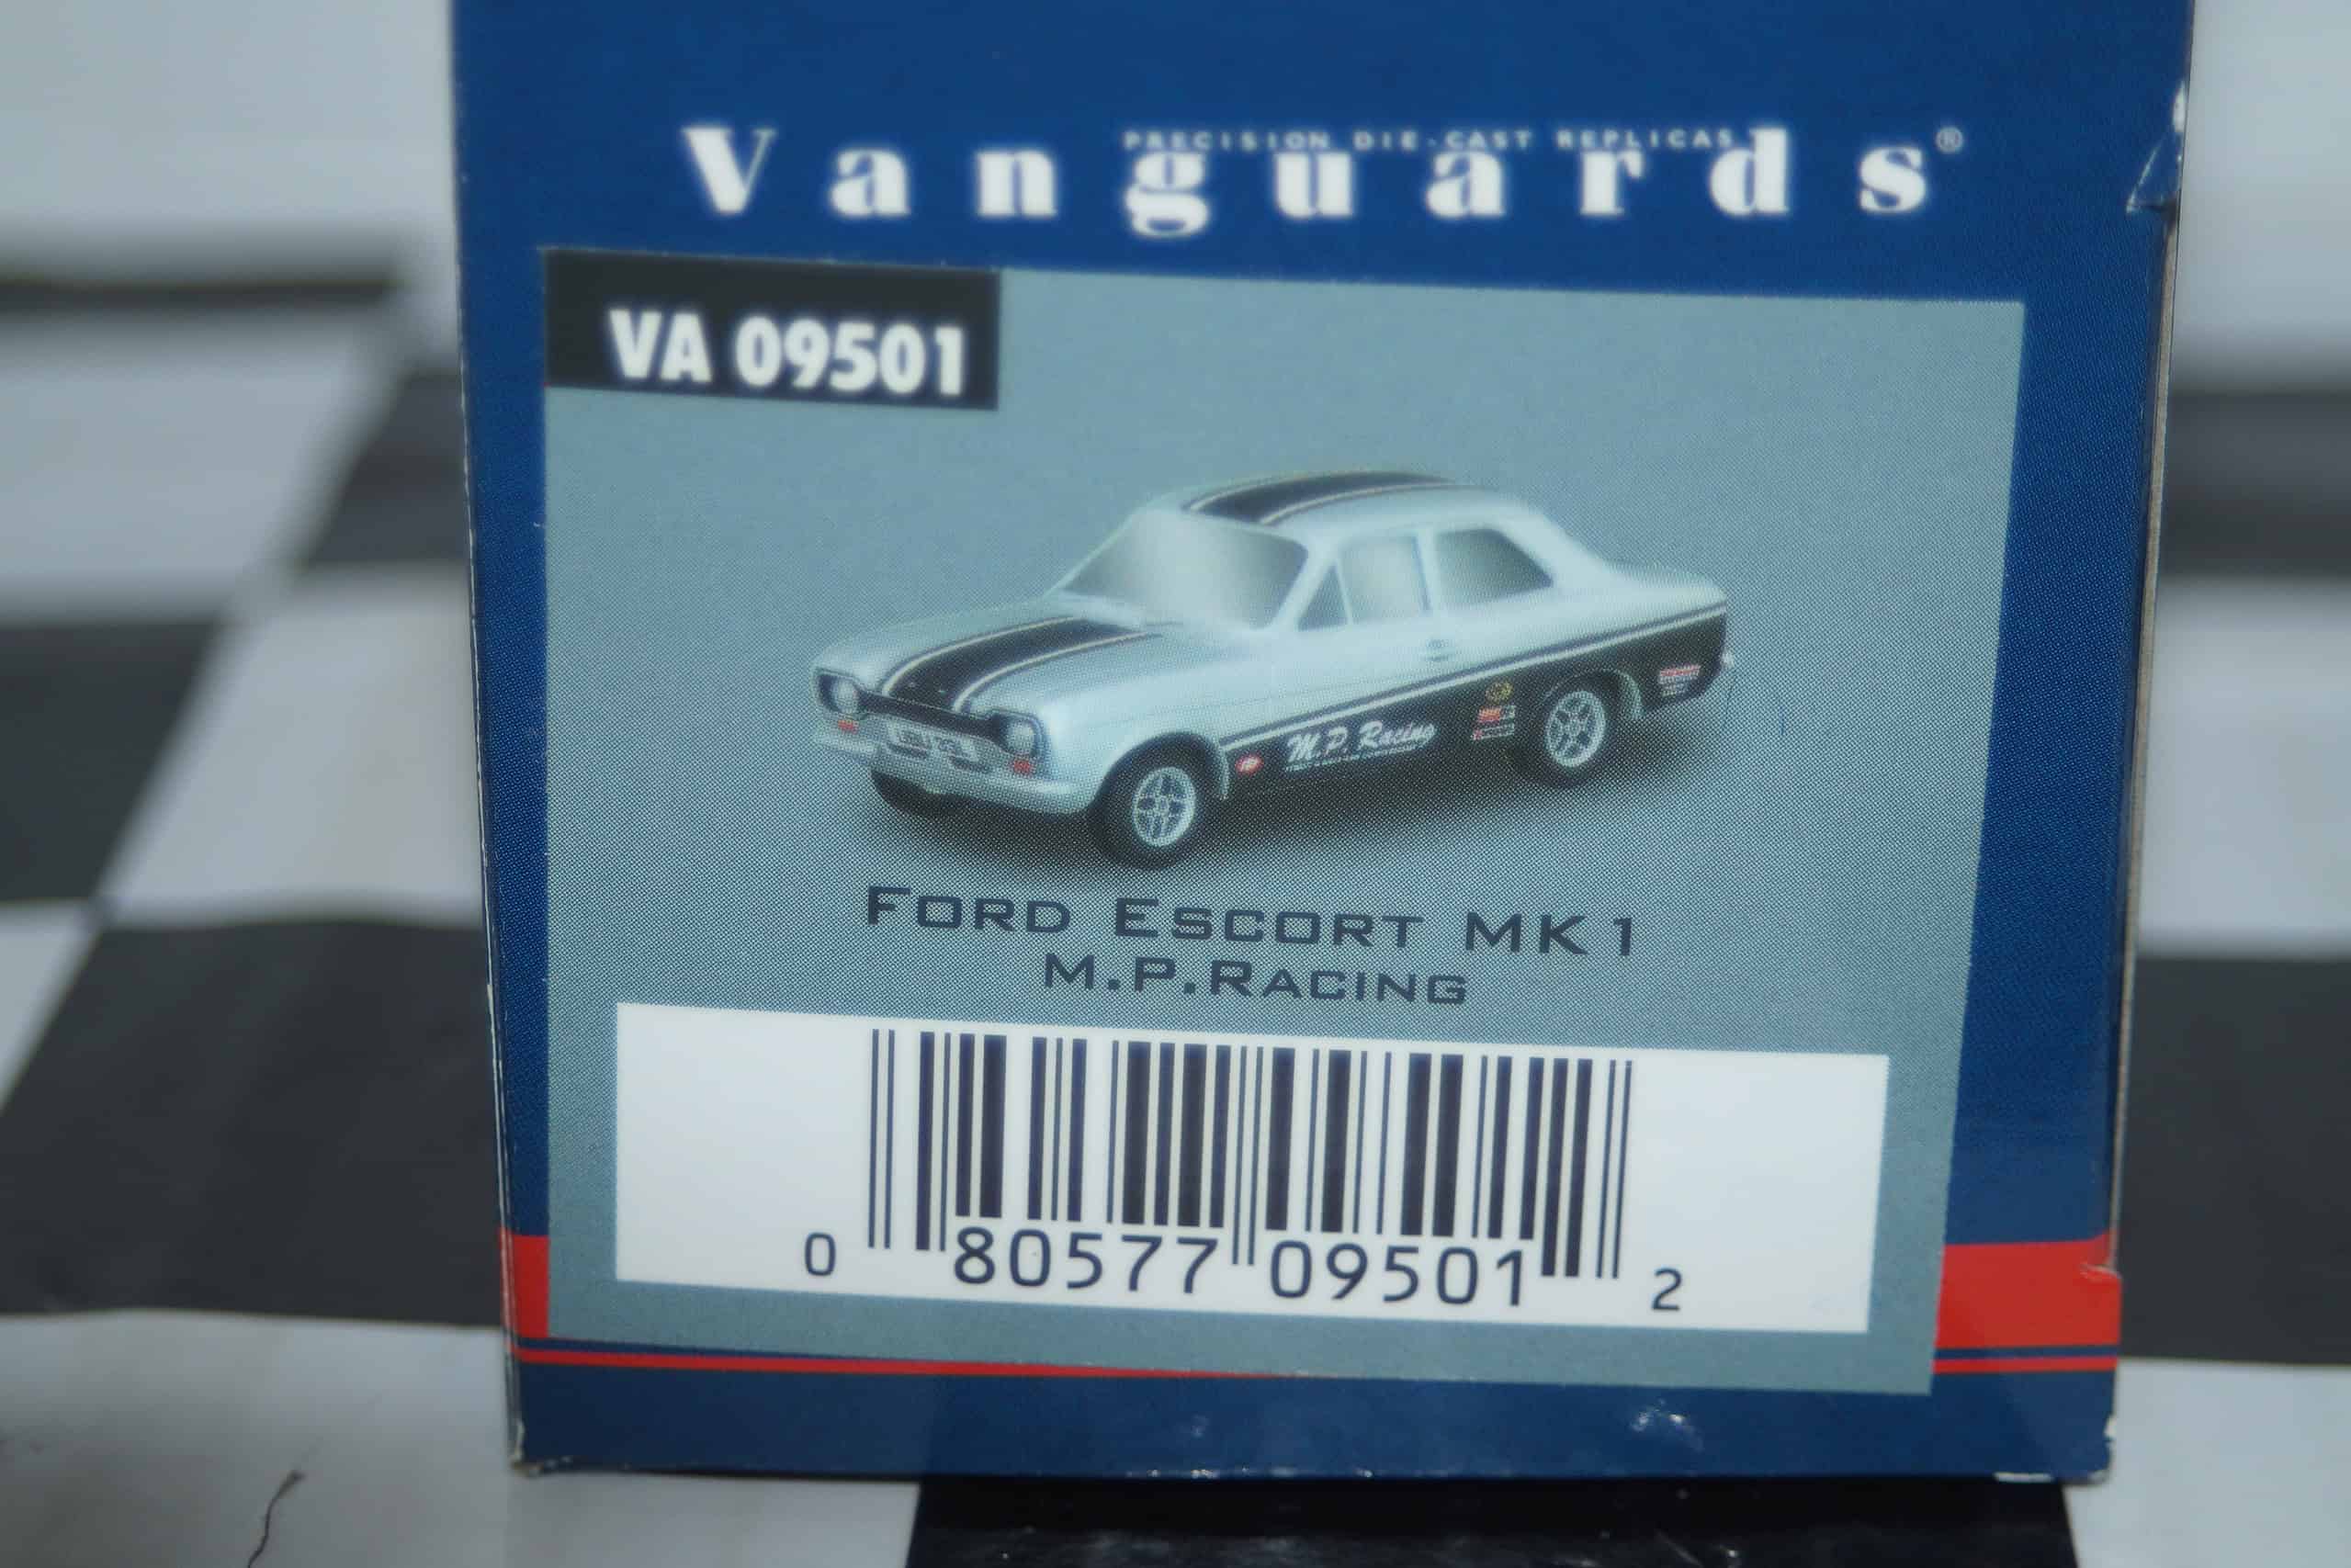 PRECISION DIE-CAST REPLICAS
Vanguards®
VA 09501
M.P. Racing
FORD ESCORT MK1
M.P.RACING
0 80577 09501 2